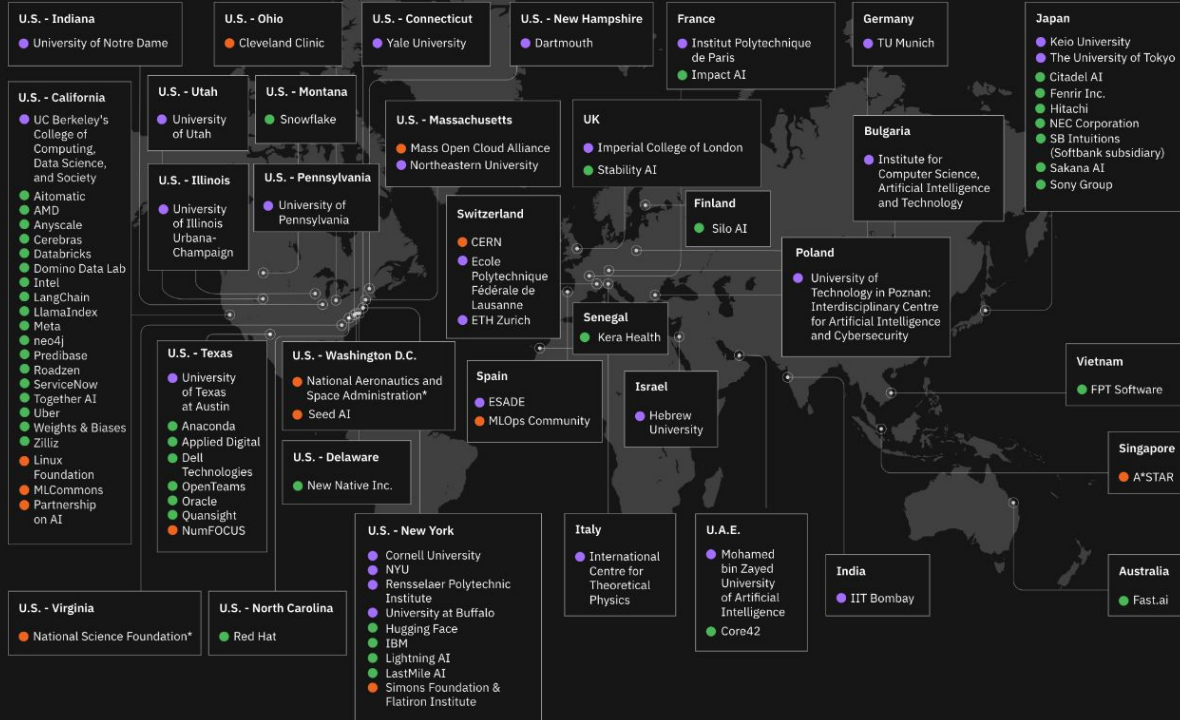 U.S. - Indiana
University of Notre Dame
U.S. - Ohio
Cleveland Clinic
U.S. - Connecticut
Yale University
U.S. - New Hampshire
Dartmouth
France
Institut Polytechnique
de Paris
Impact AI
Germany
TU Munich
Japan
Keio University
The University of Tokyo
Citadel AI
Fenrir Inc.
Hitachi
NEC Corporation
SB Intuitions
(Softbank subsidiary)
Sakana AI
Sony Group
U.S. - California
UC Berkeley's
College of
Computing,
Data Science,
and Society
Aitomatic
AMD
Anyscale
Cerebras
Databricks
Domino Data Lab
Intel
LangChain
LlamaIndex
Meta
neo4j
Predibase
Roadzen
ServiceNow
Together AI
Uber
Weights & Biases
Zilliz
Linux
Foundation
MLCommons
Partnership
on AI
U.S. - Utah
University
of Utah
U.S. - Montana
Snowflake
U.S. - Massachusetts
Mass Open Cloud Alliance
Northeastern University
UK
Imperial College of London
Stability AI
Bulgaria
Institute for
Computer Science,
Artificial Intelligence
and Technology
U.S. - Illinois
University
of Illinois
Urbana-
Champaign
U.S. - Pennsylvania
University of
Pennsylvania
Switzerland
CERN
Ecole
Polytechnique
Fédérale de
Lausanne
ETH Zurich
Finland
Silo AI
Poland
University of
Technology in Poznan:
Interdisciplinary Centre
for Artificial Intelligence
and Cybersecurity
Senegal
Kera Health
U.S. - Texas
University
of Texas
at Austin
Anaconda
Applied Digital
Dell
Technologies
OpenTeams
Oracle
Quansight
NumFOCUS
U.S. - Washington D.C.
National Aeronautics and
Space Administration*
Seed AI
Spain
ESADE
MLOps Community
Israel
Hebrew
University
Vietnam
FPT Software
U.S. - Delaware
New Native Inc.
Singapore
A*STAR
U.S. - New York
Cornell University
NYU
Rensselaer Polytechnic
Institute
University at Buffalo
Hugging Face
IBM
Lightning AI
LastMile AI
Simons Foundation &
Flatiron Institute
Italy
International
Centre for
Theoretical
Physics
U.A.E.
Mohamed
bin Zayed
University
of Artificial
Intelligence
Core42
India
IIT Bombay
Australia
Fast.ai
U.S. - Virginia
National Science Foundation*
U.S. - North Carolina
Red Hat